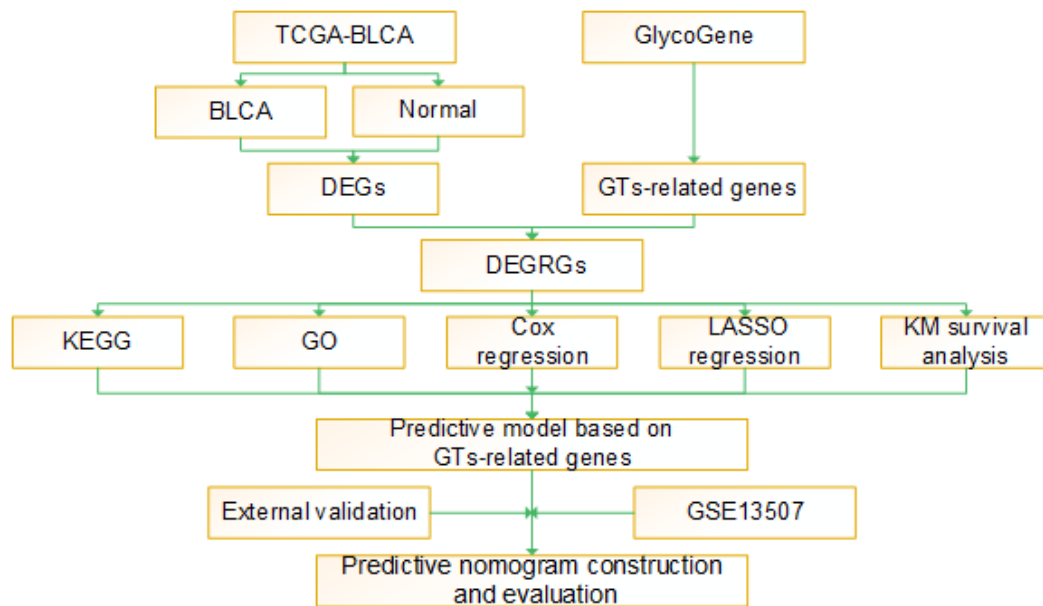 TCGA-BLCA
GlycoGene
BLCA
Normal
DEGs
GTs-related genes
DEGRGs
KEGG
GO
Cox
regression
LASSO
regression
KM survival
analysis
Predictive model based on
GTs-related genes
External validation
GSE13507
Predictive nomogram construction
and evaluation